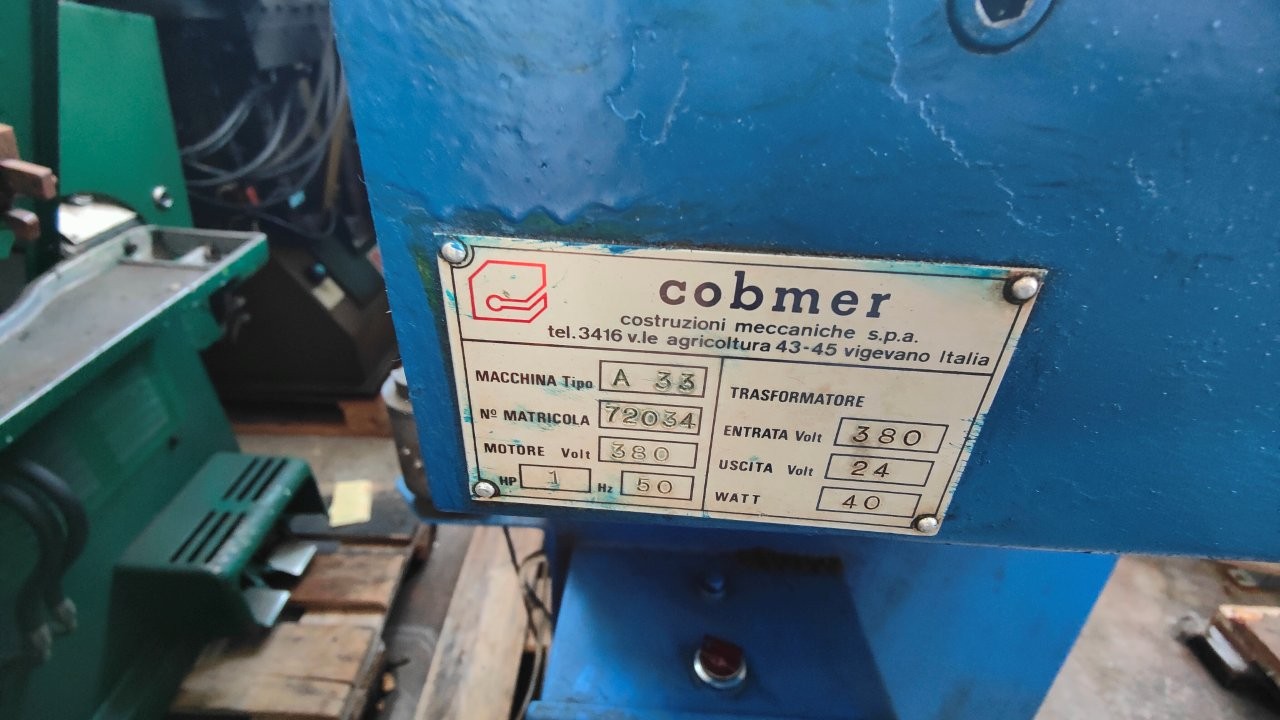 cobmer
costruzioni meccaniche s.p.a.
tel.3416 v.le agricoltura 43-45 vigevano Italia
MACCHINA Tipo A 33
Nº MATRICOLA 72034
MOTORE Volt 380
HP 1 Hz 50
TRASFORMATORE
ENTRATA Volt 380
USCITA Volt 24
WATT 40